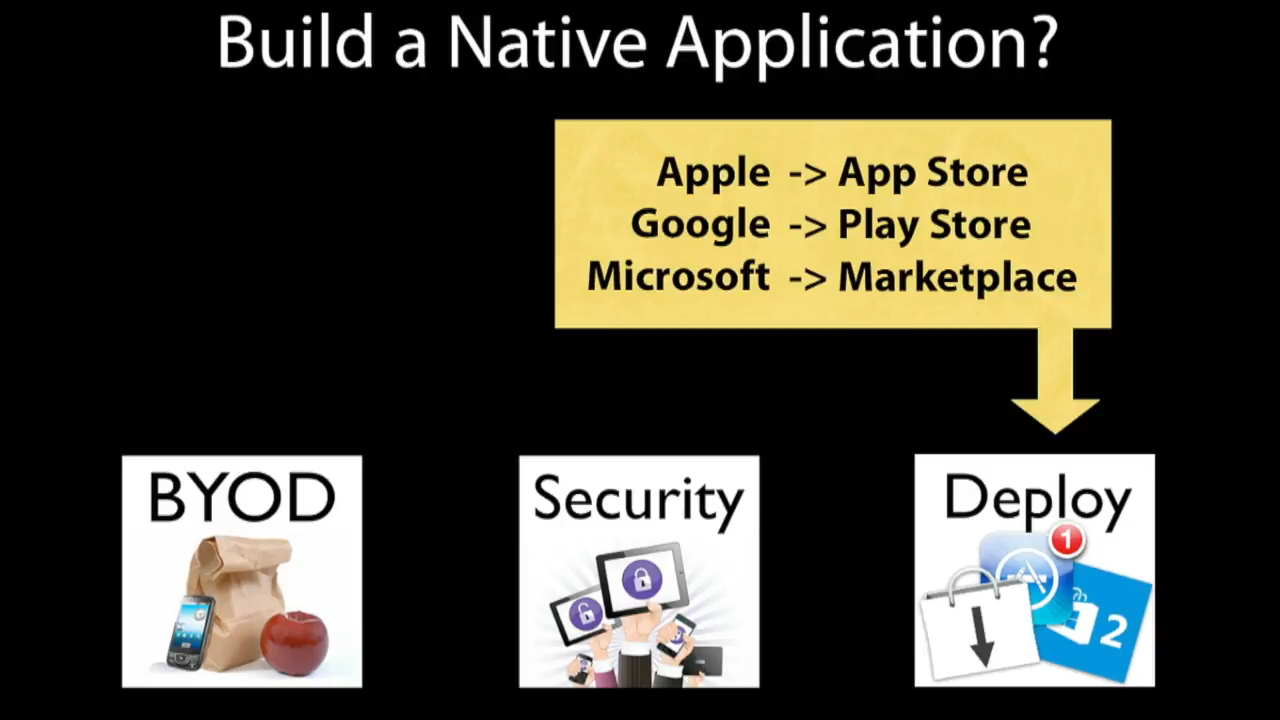 Build a Native Application?
Apple -> App Store
Google -> Play Store
Microsoft -> Marketplace
BYOD
Security
Deploy
1
2